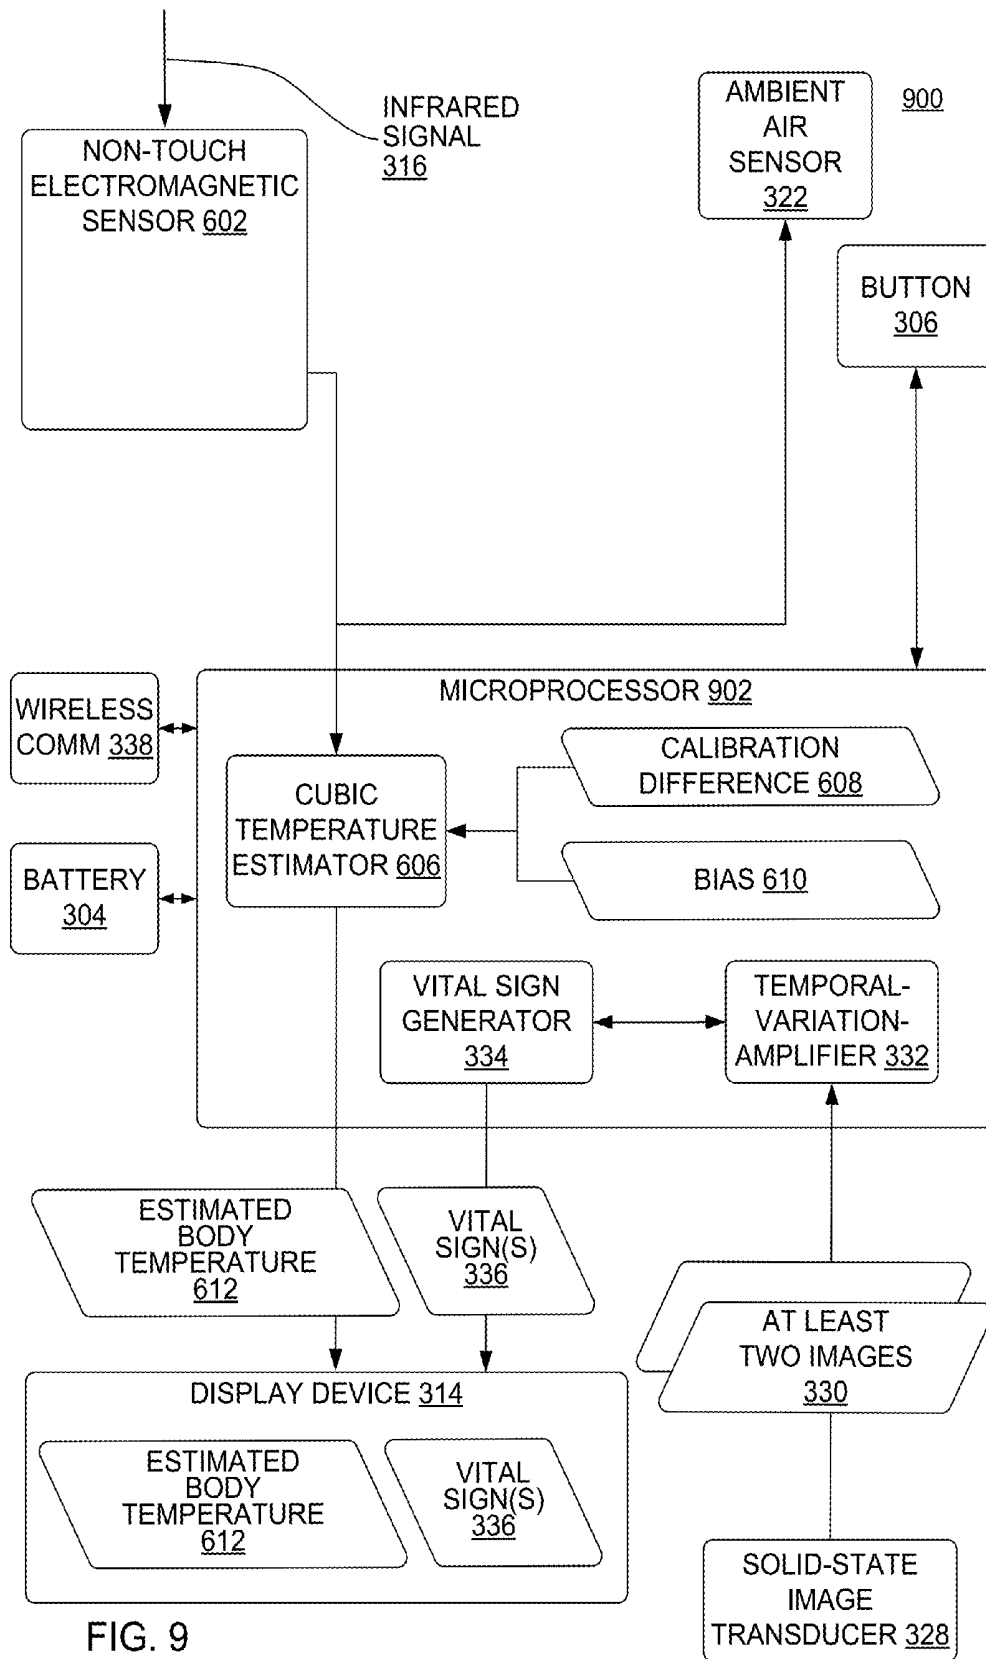 INFRARED
SIGNAL
316
NON-TOUCH
ELECTROMAGNETIC
SENSOR 602
AMBIENT
AIR
SENSOR
322
900
BUTTON
306
MICROPROCESSOR 902
WIRELESS
COMM 338
CUBIC
TEMPERATURE
ESTIMATOR 606
CALIBRATION
DIFFERENCE 608
BIAS 610
BATTERY
304
VITAL SIGN
GENERATOR
334
TEMPORAL-
VARIATION-
AMPLIFIER 332
ESTIMATED
BODY
TEMPERATURE
612
VITAL
SIGN(S)
336
AT LEAST
TWO IMAGES
330
DISPLAY DEVICE 314
ESTIMATED
BODY
TEMPERATURE
612
VITAL
SIGN(S)
336
SOLID-STATE
IMAGE
TRANSDUCER 328
FIG. 9